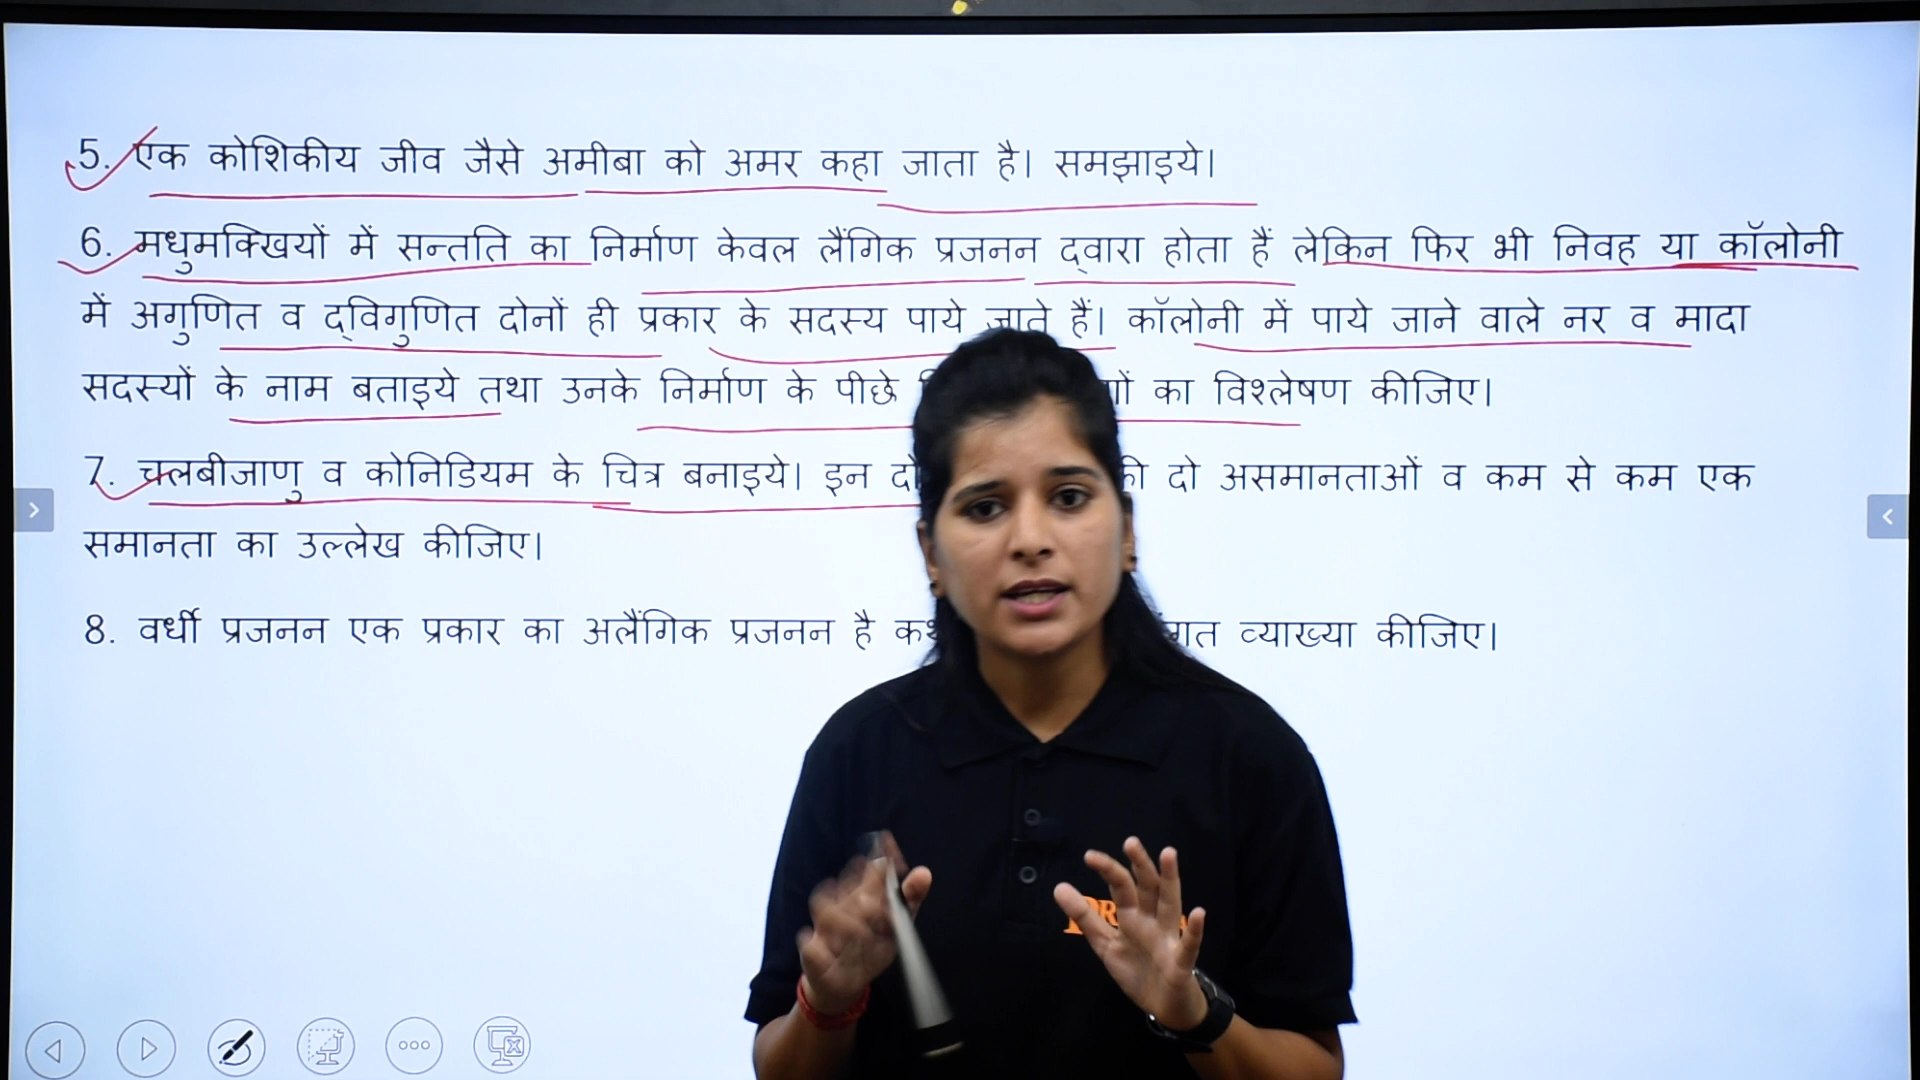 5. एक कोशिकीय जीव जैसे अमीबा को अमर कहा जाता है। समझाइये।
6. मधुमक्खियों में सन्तति का निर्माण केवल लैंगिक प्रजनन द्वारा होता हैं लेकिन फिर भी निवह या कॉलोनी
में अगुणित व द्विगुणित दोनों ही प्रकार के सदस्य पाये जाते हैं। कॉलोनी में पाये जाने वाले नर व मादा
सदस्यों के नाम बताइये तथा उनके निर्माण के पीछे का विश्लेषण कीजिए।
7. चलबीजाणु व कोनिडियम के चित्र बनाइये। इन दो असमानताओं व कम से कम एक
समानता का उल्लेख कीजिए।
8. वर्धी प्रजनन एक प्रकार का अलैंगिक प्रजनन है व्याख्या कीजिए।